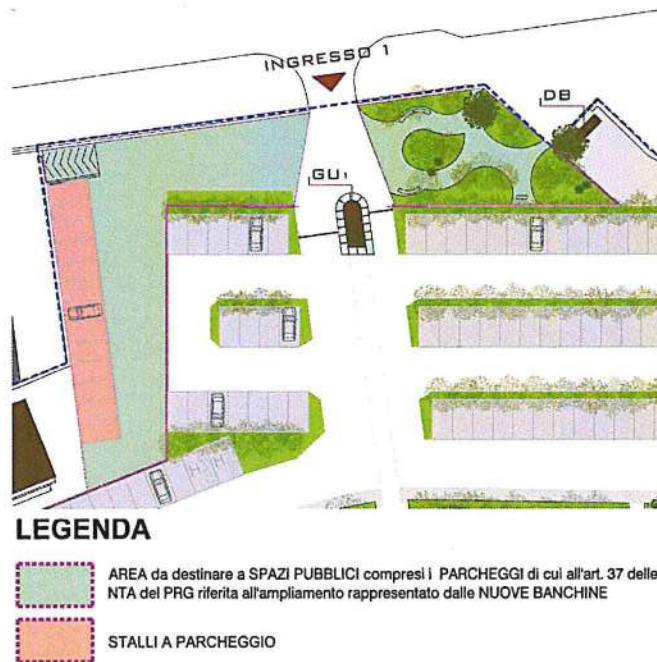 INGRESSO 1
DB
GU1
LEGENDA
AREA da destinare a SPAZI PUBBLICI compresi i PARCHEGGI di cui all'art. 37 delle
NTA del PRG riferita all'ampliamento rappresentato dalle NUOVE BANCHINE
STALLI A PARCHEGGIO